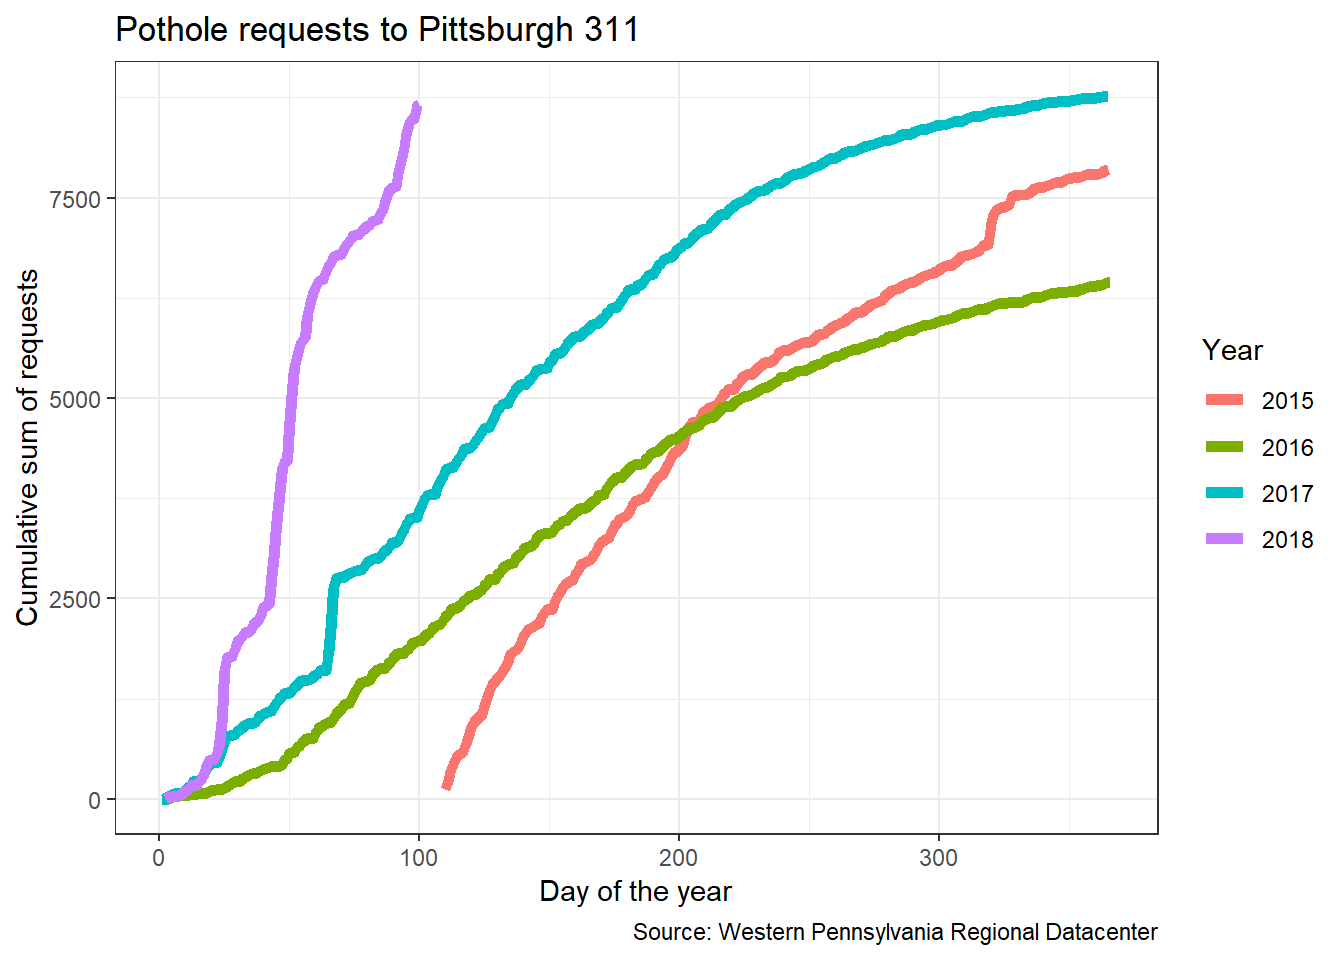 Pothole requests to Pittsburgh 311
Cumulative sum of requests
7500
5000
2500
0
0 100 200 300
Day of the year
Year
2015
2016
2017
2018
Source: Western Pennsylvania Regional Datacenter